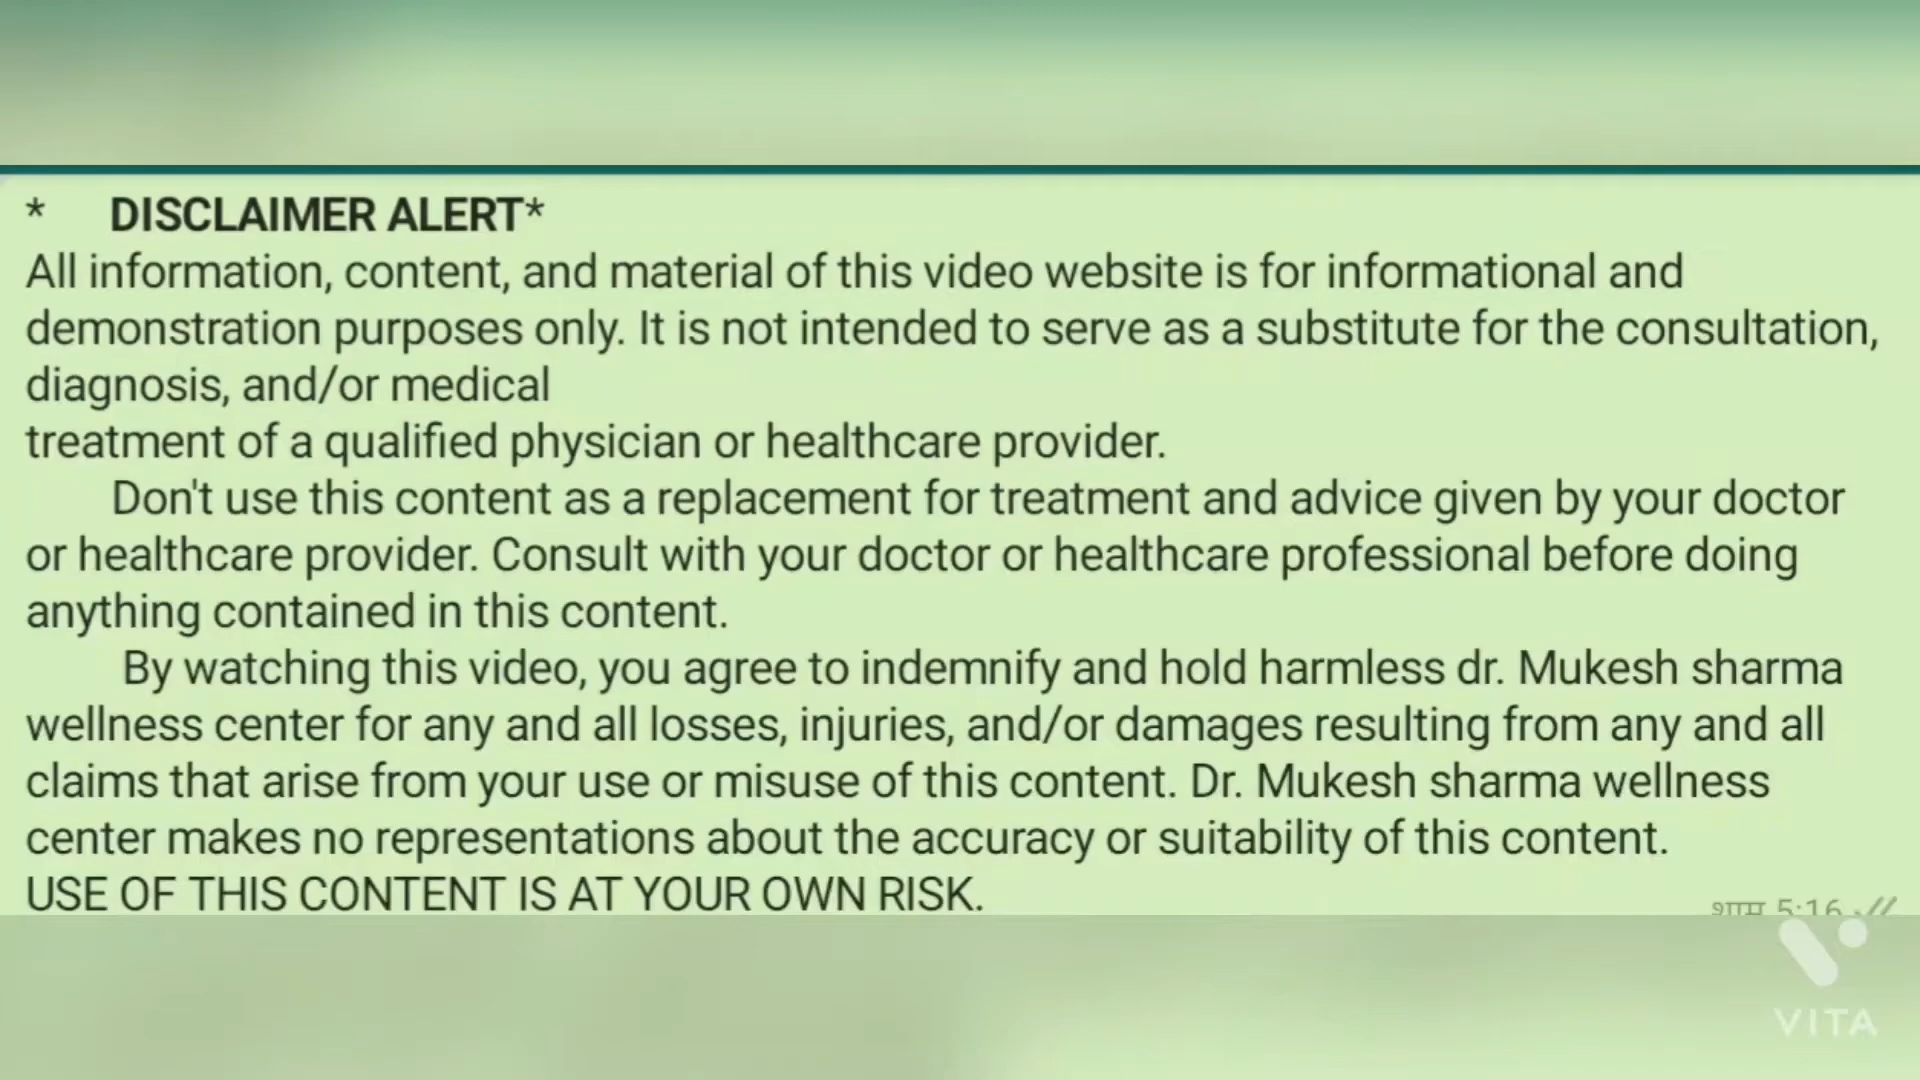 * DISCLAIMER ALERT*
All information, content, and material of this video website is for informational and
demonstration purposes only. It is not intended to serve as a substitute for the consultation,
diagnosis, and/or medical
treatment of a qualified physician or healthcare provider.
Don't use this content as a replacement for treatment and advice given by your doctor
or healthcare provider. Consult with your doctor or healthcare professional before doing
anything contained in this content.
By watching this video, you agree to indemnify and hold harmless dr. Mukesh sharma
wellness center for any and all losses, injuries, and/or damages resulting from any and all
claims that arise from your use or misuse of this content. Dr. Mukesh sharma wellness
center makes no representations about the accuracy or suitability of this content.
USE OF THIS CONTENT IS AT YOUR OWN RISK.
शाम 5:16
VITA